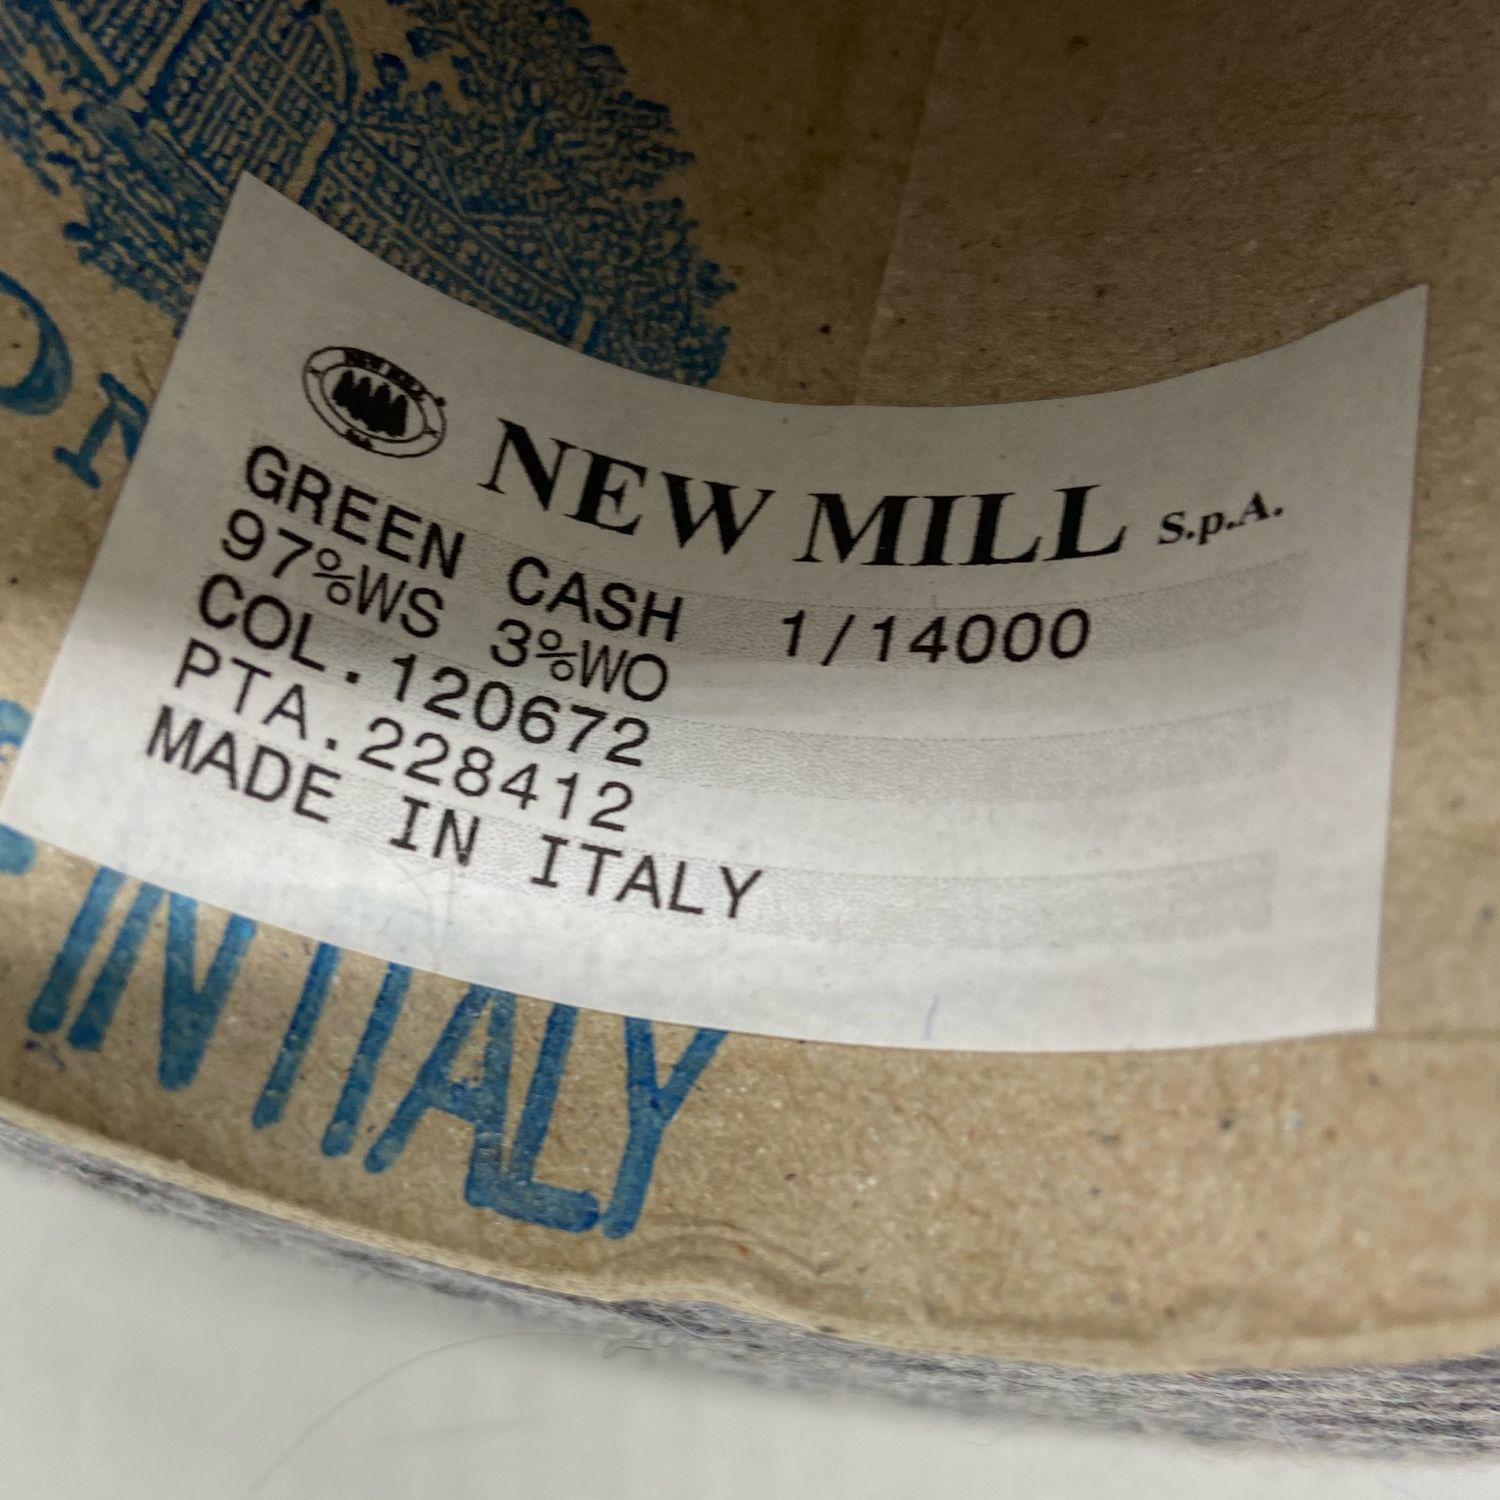 NEW MILL S.p.A.
GREEN CASH 1/14000
97%WS 3%WO
COL.120672
PTA.228412
MADE IN ITALY
IN ITALY